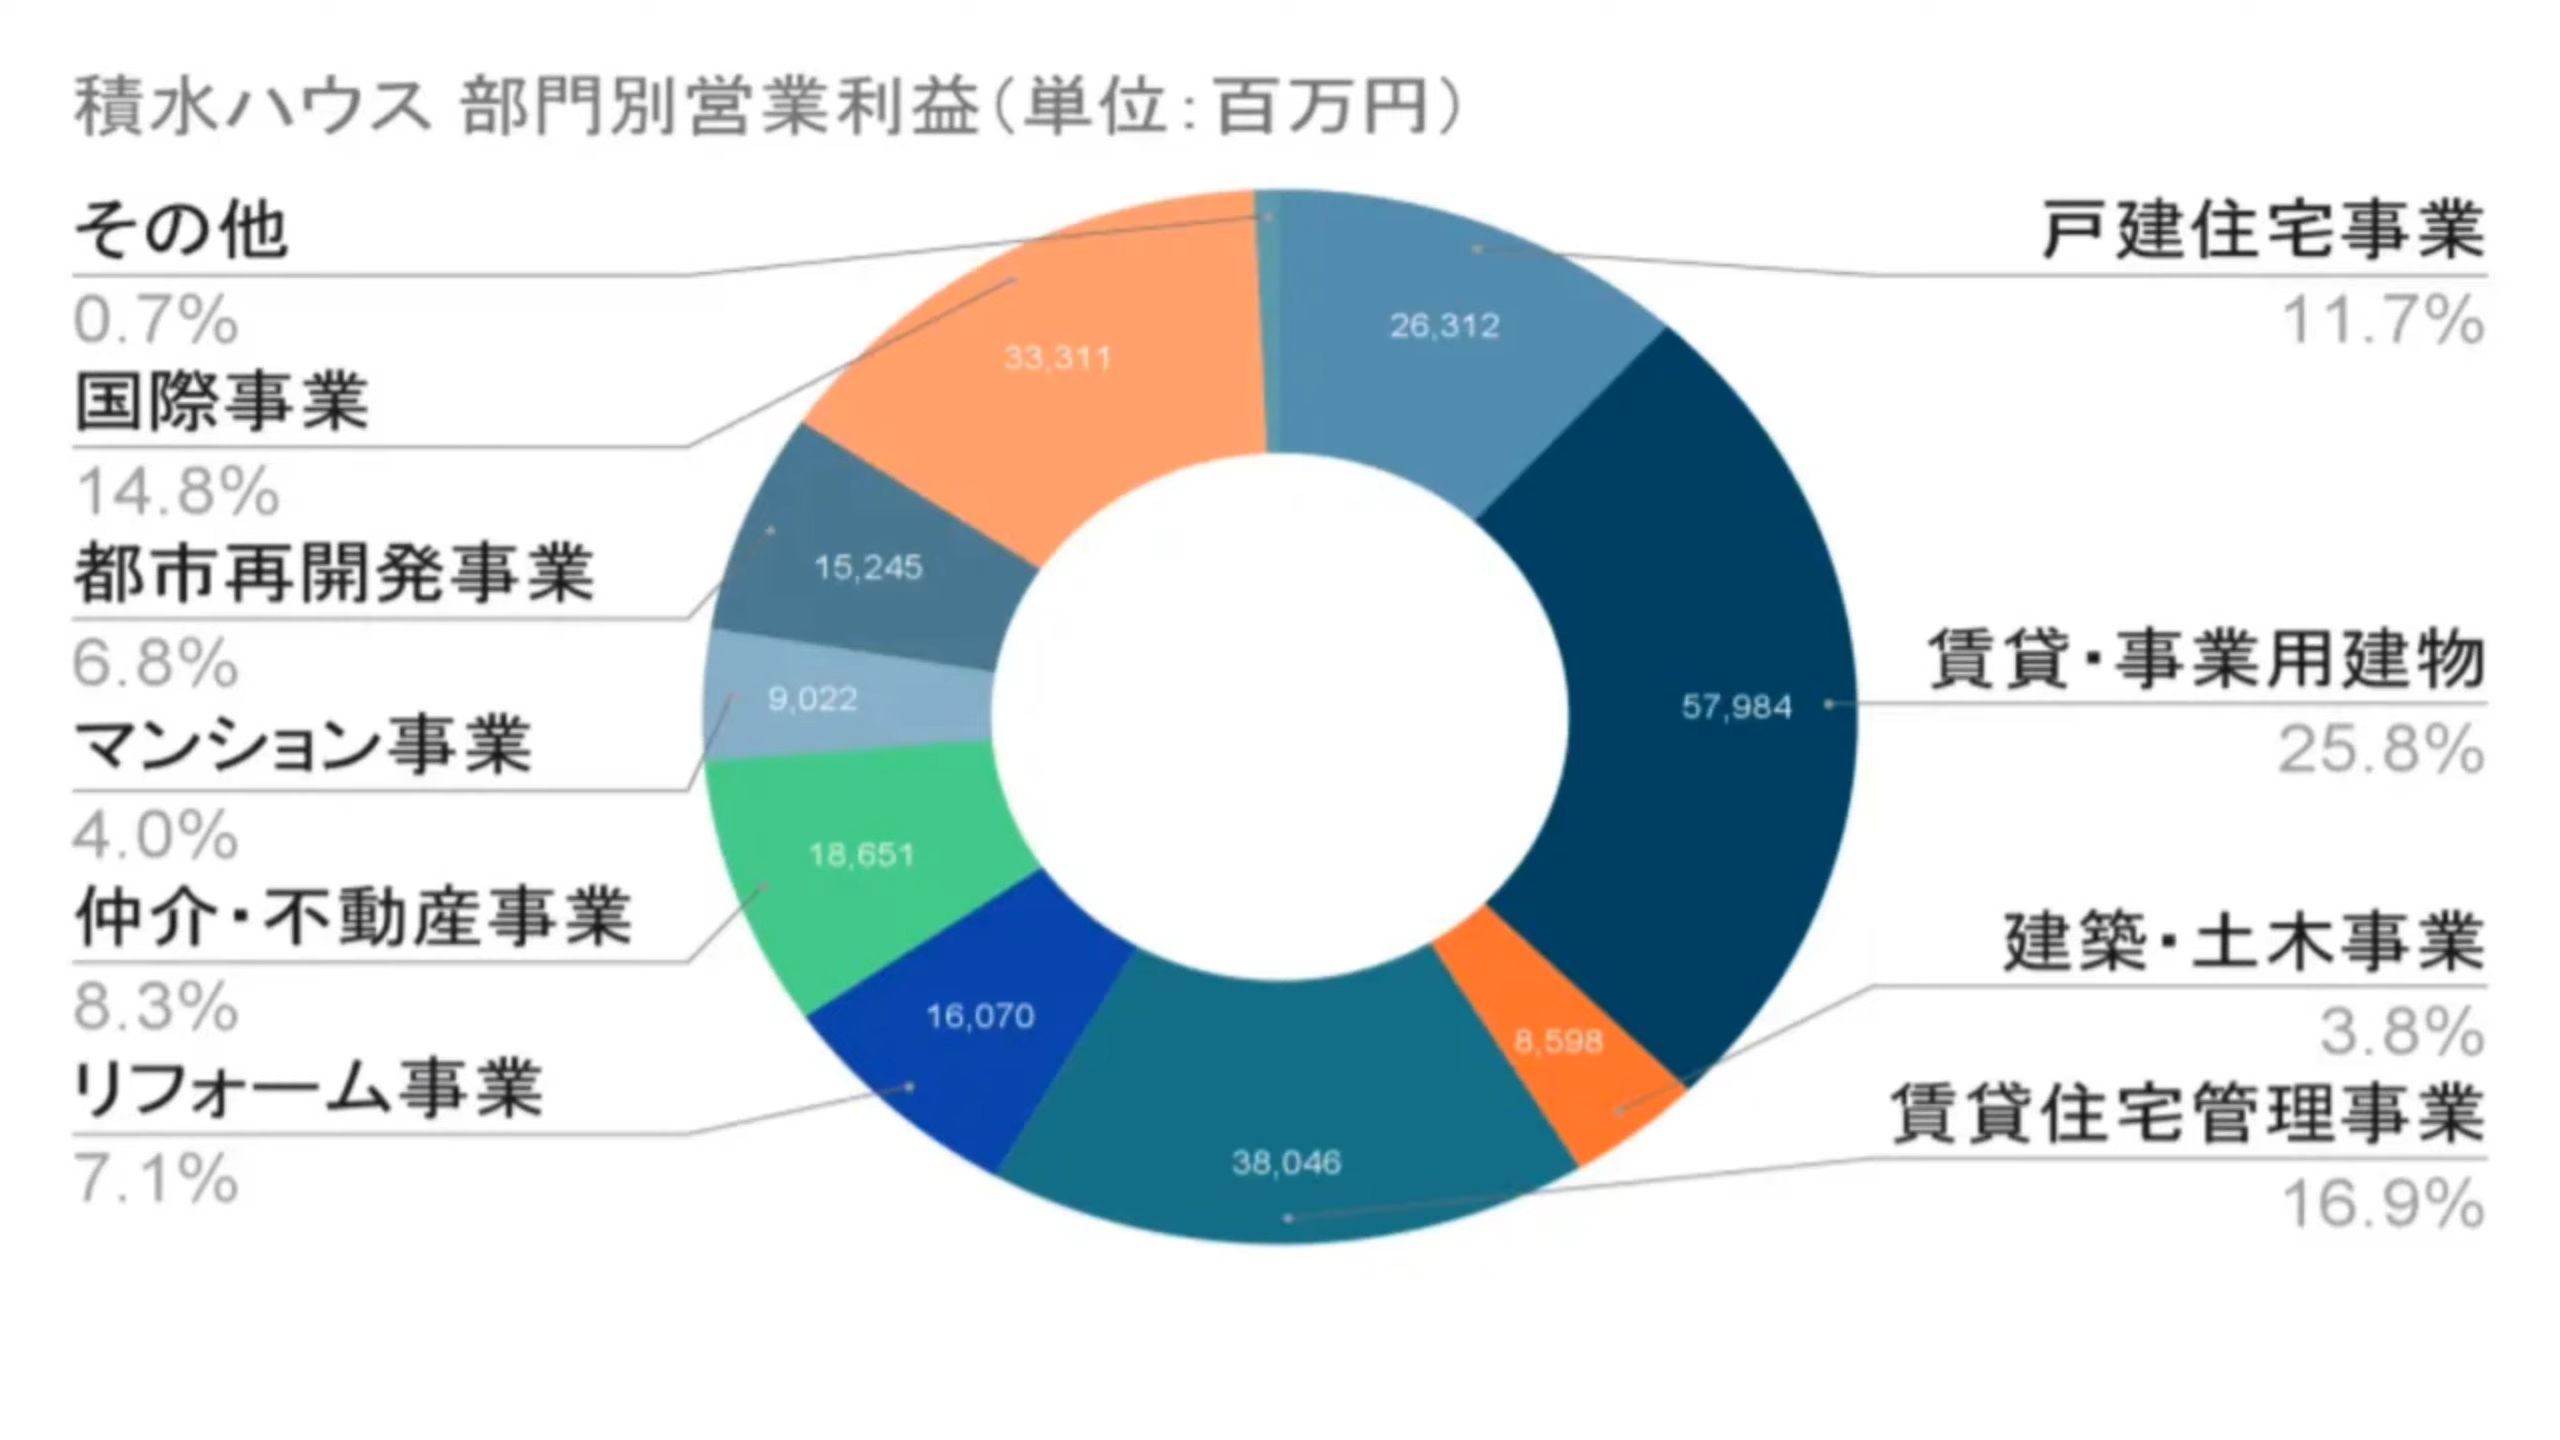 積水ハウス 部門別営業利益（単位：百万円）
その他
0.7%
国際事業
14.8%
都市再開発事業
6.8%
マンション事業
4.0%
仲介・不動産事業
8.3%
リフォーム事業
7.1%
33,311
26,312
15,245
9,022
57,984
18,651
16,070
8,598
38,046
戸建住宅事業
11.7%
賃貸・事業用建物
25.8%
建築・土木事業
3.8%
賃貸住宅管理事業
16.9%